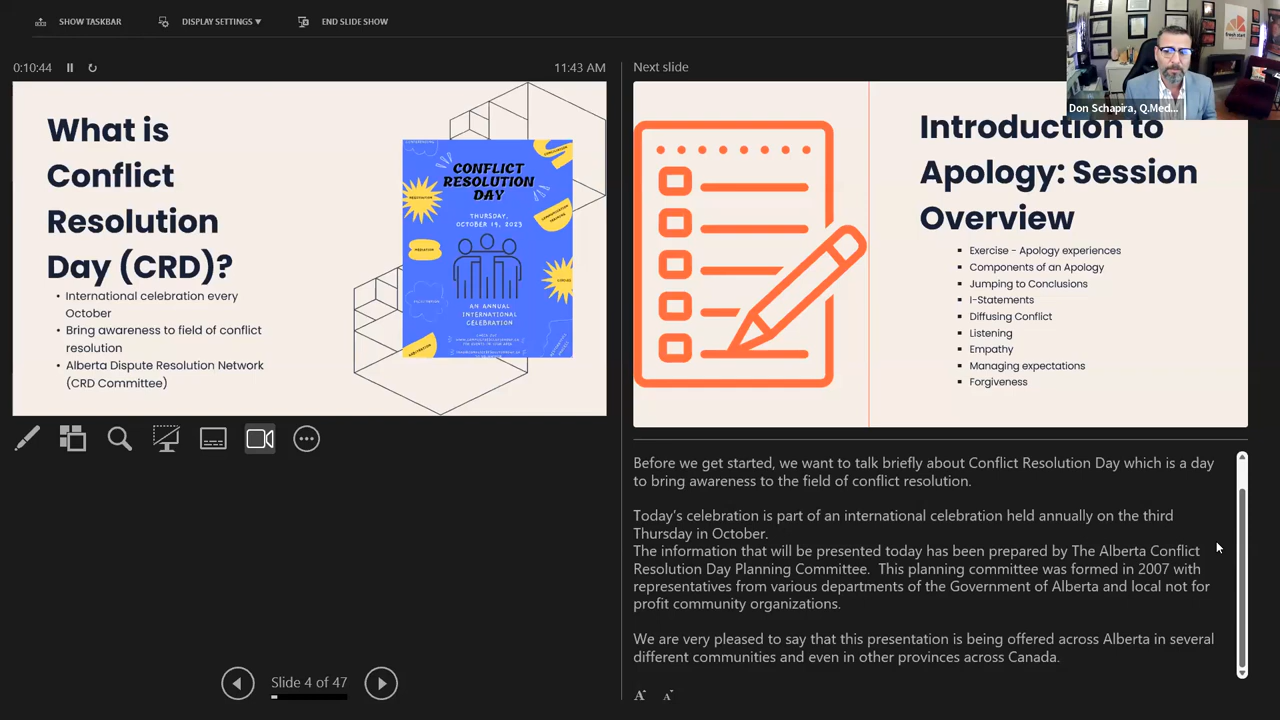 SHOW TASKBAR
DISPLAY SETTINGS ▾
END SLIDE SHOW
0:10:44
11:43 AM
What is
Conflict
Resolution
Day (CRD)?
• International celebration every
October
• Bring awareness to field of conflict
resolution
• Alberta Dispute Resolution Network
(CRD Committee)
CONFLICT
RESOLUTION
DAY
THURSDAY,
OCTOBER 19, 2023
NEGOTIATION
MEDIATION
ARBITRATION
AN ANNUAL
INTERNATIONAL
CELEBRATION
Slide 4 of 47
Next slide
fresh start
Don Schapira, Q.Med...
Introduction to
Apology: Session
Overview
▪ Exercise - Apology experiences
▪ Components of an Apology
▪ Jumping to Conclusions
▪ I-Statements
▪ Diffusing Conflict
▪ Listening
▪ Empathy
▪ Managing expectations
▪ Forgiveness
Before we get started, we want to talk briefly about Conflict Resolution Day which is a day
to bring awareness to the field of conflict resolution.
Today's celebration is part of an international celebration held annually on the third
Thursday in October.
The information that will be presented today has been prepared by The Alberta Conflict
Resolution Day Planning Committee.  This planning committee was formed in 2007 with
representatives from various departments of the Government of Alberta and local not for
profit community organizations.
We are very pleased to say that this presentation is being offered across Alberta in several
different communities and even in other provinces across Canada.
A A